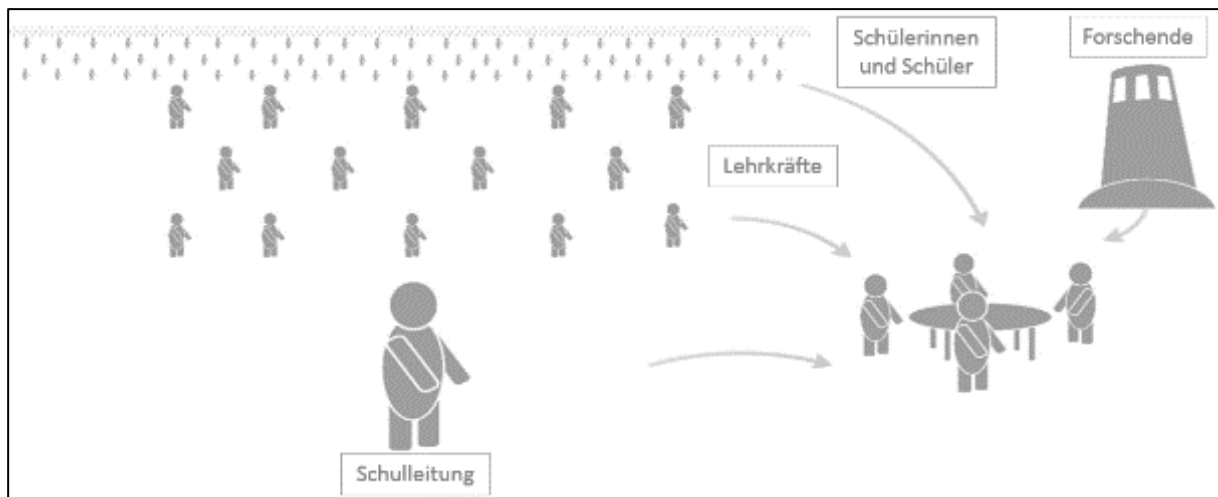 Schülerinnen
und Schüler
Forschende
Lehrkräfte
Schulleitung